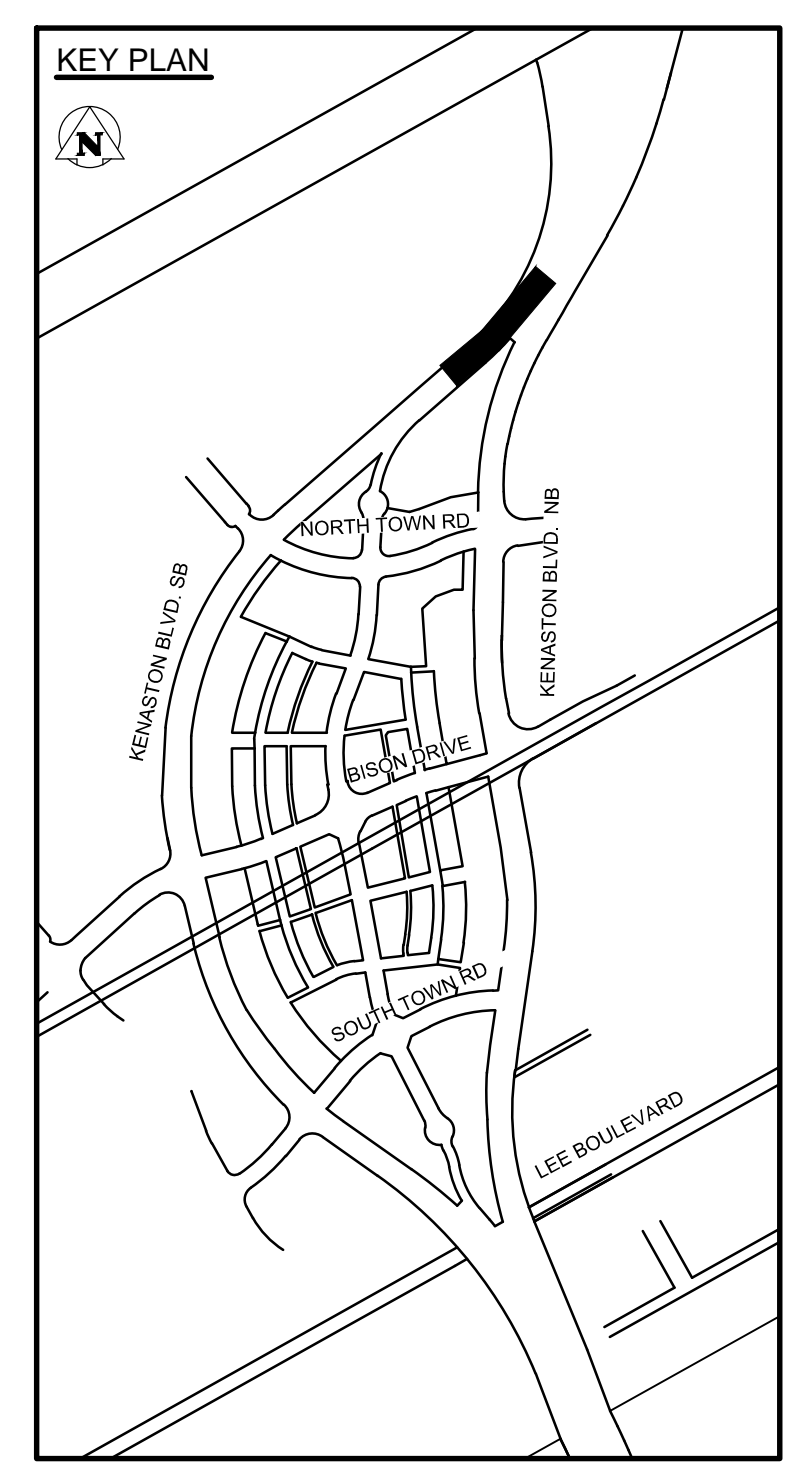 KEY PLAN
N
NORTH TOWN RD
KENASTON BLVD. NB
KENASTON BLVD. SB
BISON DRIVE
SOUTH TOWN RD
LEE BOULEVARD